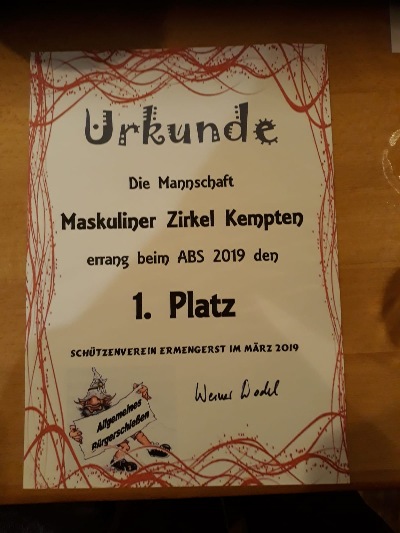 Urkunde
Die Mannschaft
Maskuliner Zirkel Kempten
errang beim ABS 2019 den
1. Platz
SCHÜTZENVEREIN ERMENGERST IM MÄRZ 2019
Allgemeines
Bürgerschießen
Werner